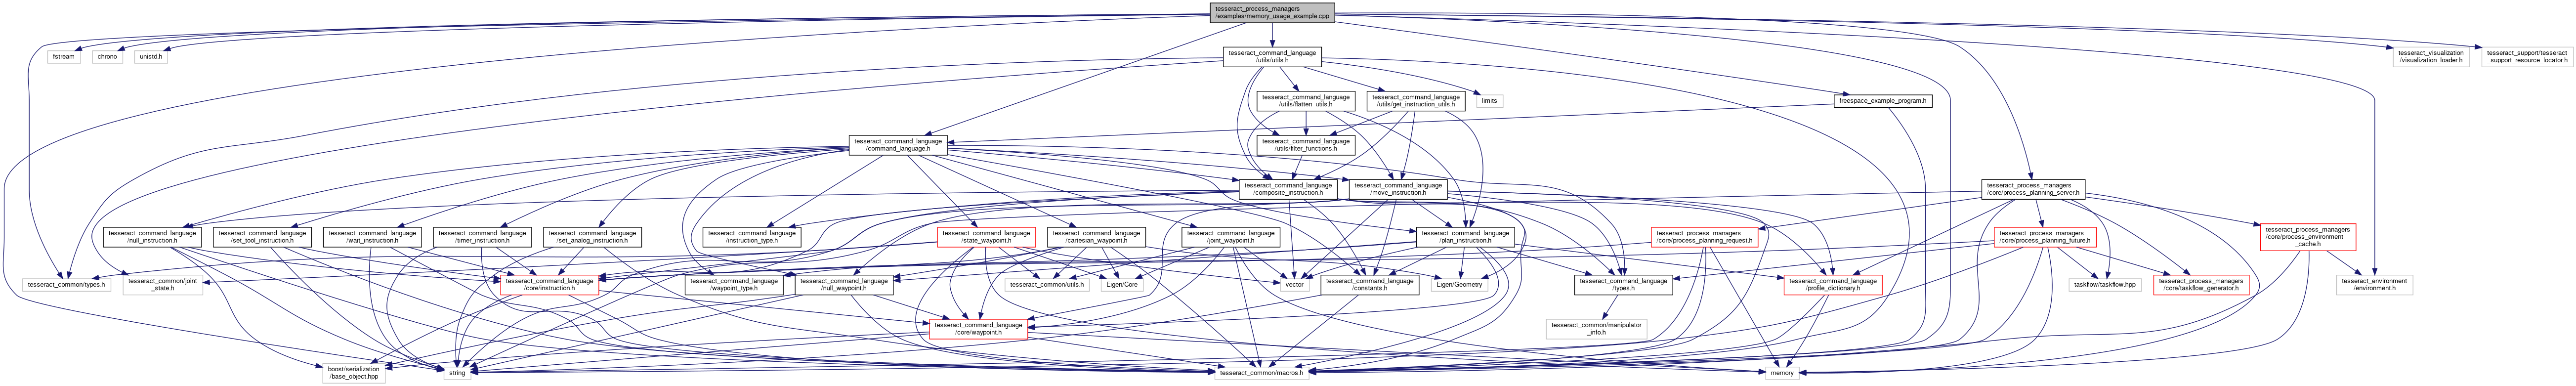 tesseract_process_managers
/examples/memory_usage_example.cpp
fstream
chrono
unistd.h
tesseract_command_language
/utils/utils.h
tesseract_visualization
/visualization_loader.h
tesseract_support/tesseract
_support_resource_locator.h
tesseract_command_language
/utils/flatten_utils.h
tesseract_command_language
/utils/get_instruction_utils.h
limits
freespace_example_program.h
tesseract_command_language
/command_language.h
tesseract_command_language
/utils/filter_functions.h
tesseract_command_language
/composite_instruction.h
tesseract_command_language
/move_instruction.h
tesseract_process_managers
/core/process_planning_server.h
tesseract_command_language
/null_instruction.h
tesseract_command_language
/set_tool_instruction.h
tesseract_command_language
/wait_instruction.h
tesseract_command_language
/timer_instruction.h
tesseract_command_language
/set_analog_instruction.h
tesseract_command_language
/instruction_type.h
tesseract_command_language
/state_waypoint.h
tesseract_command_language
/cartesian_waypoint.h
tesseract_command_language
/joint_waypoint.h
tesseract_command_language
/plan_instruction.h
tesseract_process_managers
/core/process_planning_request.h
tesseract_process_managers
/core/process_planning_future.h
tesseract_process_managers
/core/process_environment
_cache.h
tesseract_common/types.h
tesseract_common/joint
_state.h
tesseract_command_language
/core/instruction.h
tesseract_command_language
/waypoint_type.h
tesseract_command_language
/null_waypoint.h
tesseract_common/utils.h
Eigen/Core
vector
tesseract_command_language
/constants.h
Eigen/Geometry
tesseract_command_language
/types.h
tesseract_command_language
/profile_dictionary.h
taskflow/taskflow.hpp
tesseract_process_managers
/core/taskflow_generator.h
tesseract_environment
/environment.h
tesseract_command_language
/core/waypoint.h
tesseract_common/manipulator
_info.h
boost/serialization
/base_object.hpp
string
tesseract_common/macros.h
memory